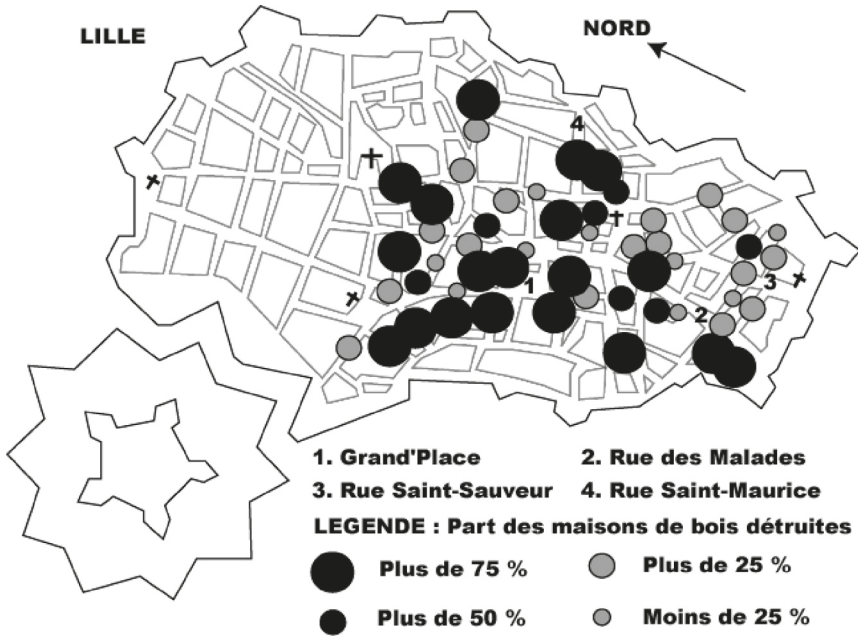 LILLE
NORD
4
1
3
2
1. Grand'Place 2. Rue des Malades
3. Rue Saint-Sauveur 4. Rue Saint-Maurice
LEGENDE : Part des maisons de bois détruites
Plus de 75 % Plus de 25 %
Plus de 50 % Moins de 25 %